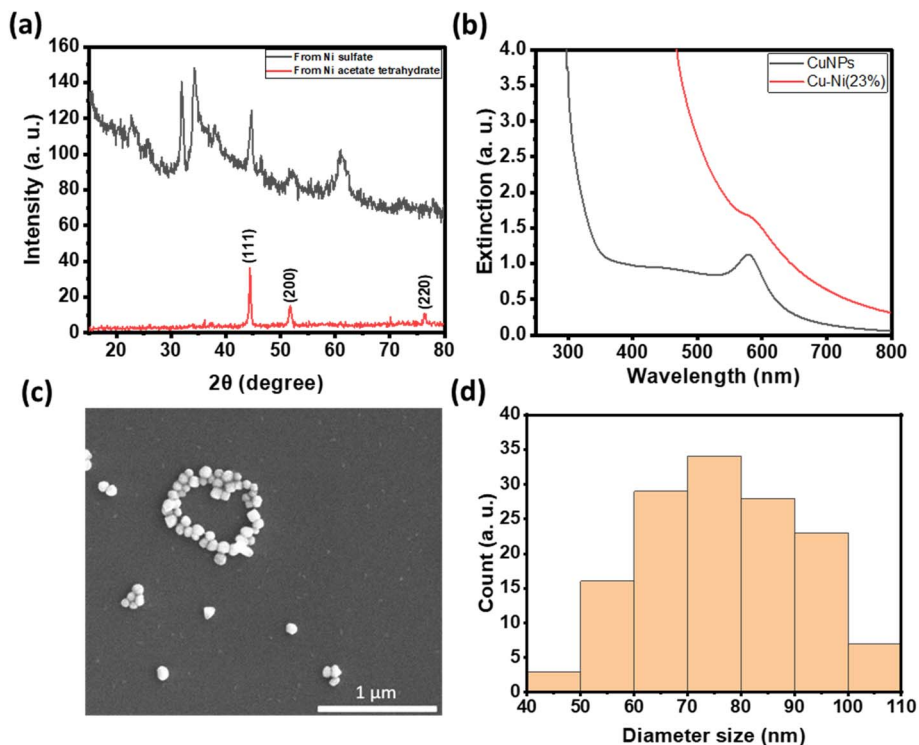 (a)
160
140
120
100
80
60
40
20
0
Intensity (a. u.)
From Ni sulfate
From Ni acetate tetrahydrate
(111)
(200)
(220)
20 30 40 50 60 70 80
2θ (degree)
(b)
4.0
3.5
3.0
2.5
2.0
1.5
1.0
0.5
0.0
Extinction (a. u.)
CuNPs
Cu-Ni(23%)
300 400 500 600 700 800
Wavelength (nm)
(c)
1 µm
(d)
40
35
30
25
20
15
10
5
0
Count (a. u.)
40 50 60 70 80 90 100 110
Diameter size (nm)